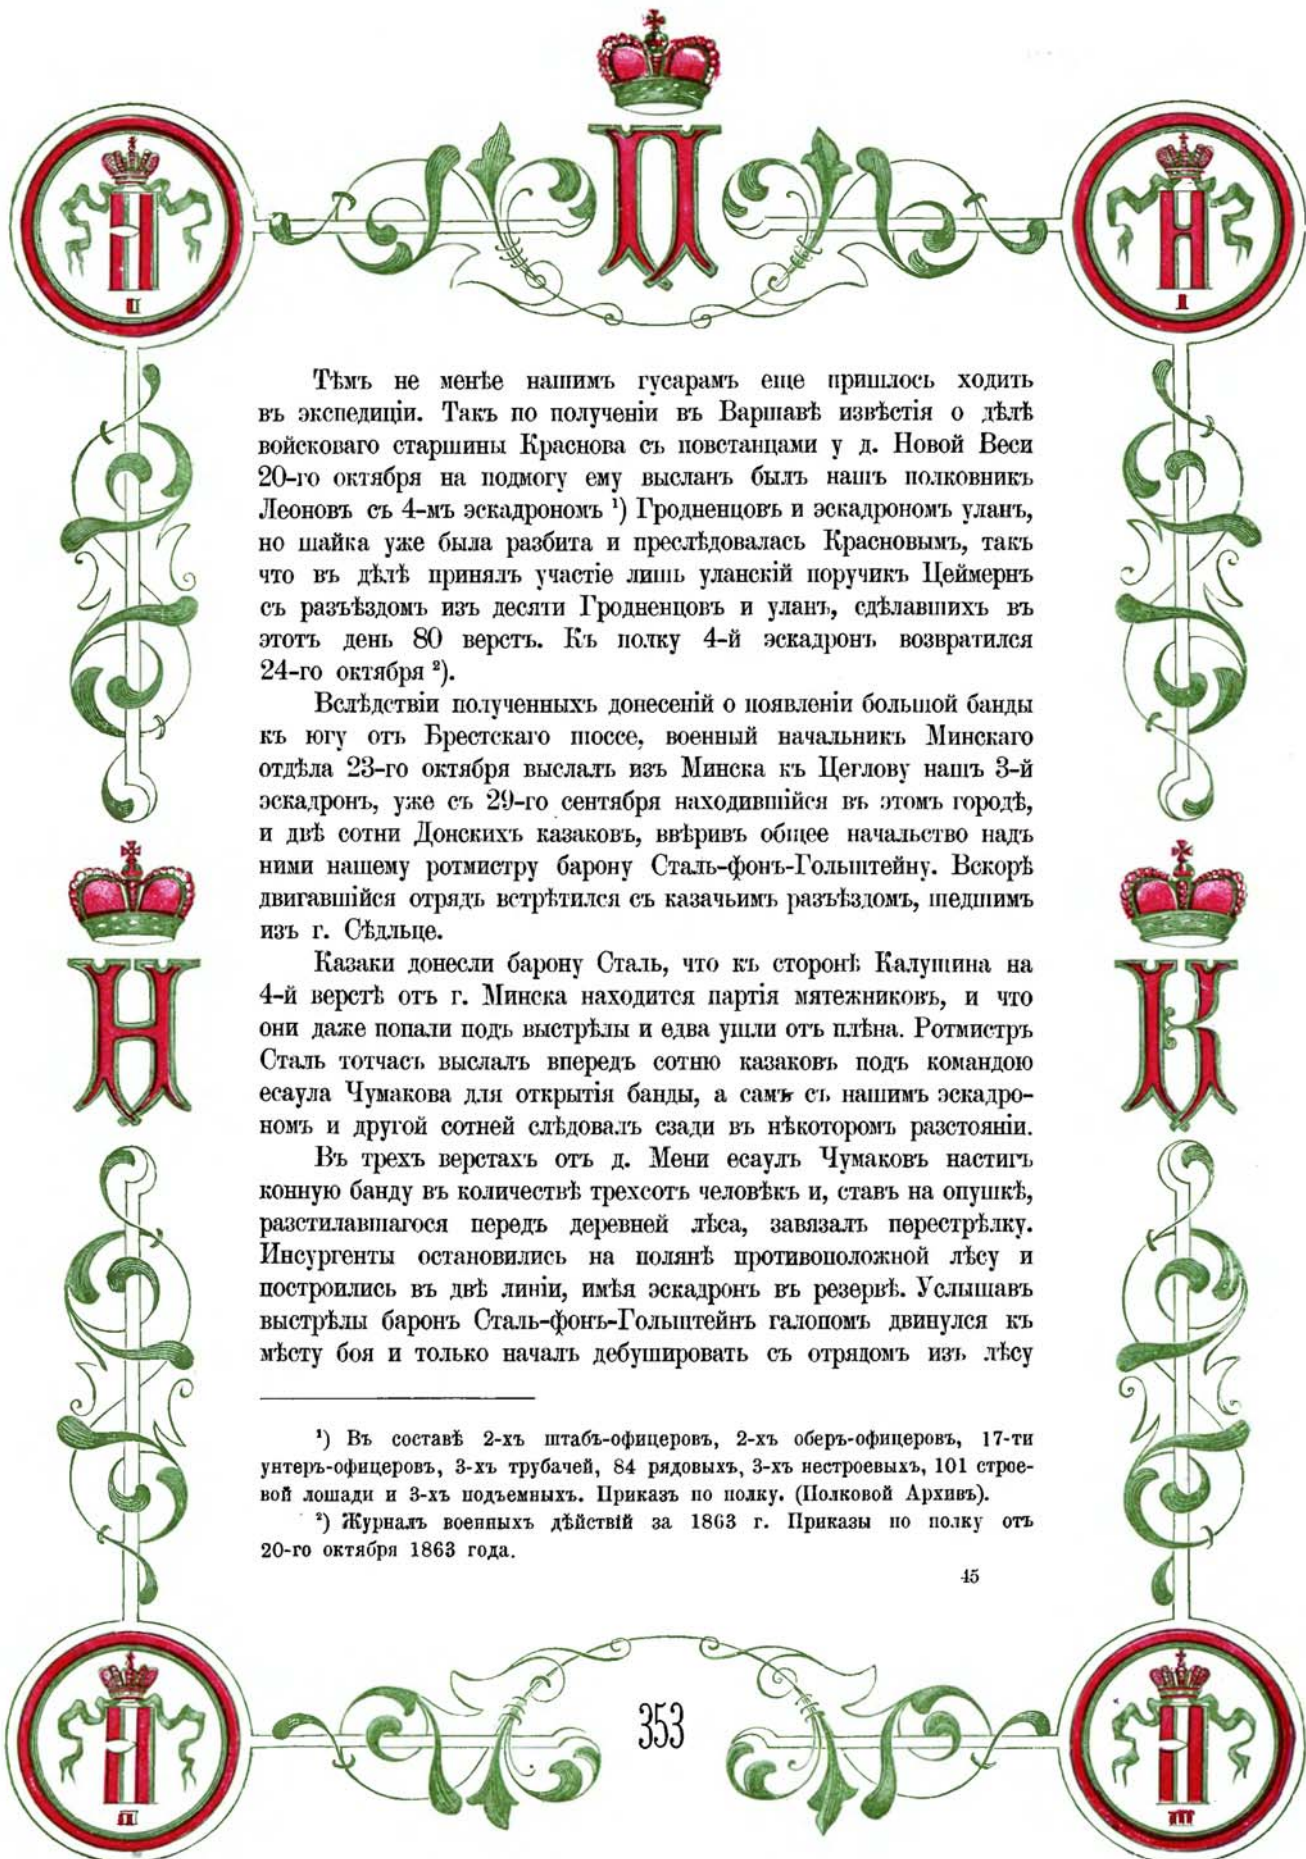 П
II
I
Тѣмъ не менѣе нашимъ гусарамъ еще пришлось ходить
въ экспедиціи. Такъ по полученіи въ Варшавѣ извѣстія о дѣлѣ
войсковаго старшины Краснова съ повстанцами у д. Новой Веси
20-го октября на подмогу ему высланъ былъ нашъ полковникъ
Леоновъ съ 4-мъ эскадрономъ ¹) Гродненцовъ и эскадрономъ уланъ,
но шайка уже была разбита и преслѣдовалась Красновымъ, такъ
что въ дѣлѣ принялъ участіе лишь уланскій поручикъ Цеймернъ
съ разъѣздомъ изъ десяти Гродненцовъ и уланъ, сдѣлавшихъ въ
этотъ день 80 верстъ. Къ полку 4-й эскадронъ возвратился
24-го октября ²).
Вслѣдствіи полученныхъ донесеній о появленіи большой банды
къ югу отъ Брестскаго шоссе, военный начальникъ Минскаго
отдѣла 23-го октября выслалъ изъ Минска къ Цеглову нашъ 3-й
эскадронъ, уже съ 29-го сентября находившійся въ этомъ городѣ,
и двѣ сотни Донскихъ казаковъ, ввѣривъ общее начальство надъ
ними нашему ротмистру барону Сталь-фонъ-Гольштейну. Вскорѣ
двигавшійся отрядъ встрѣтился съ казачьимъ разъѣздомъ, шедшимъ
изъ г. Сѣдльце.
Казаки донесли барону Сталь, что къ сторонѣ Калушина на
4-й верстѣ отъ г. Минска находится партія мятежниковъ, и что
они даже попали подъ выстрѣлы и едва ушли отъ плѣна. Ротмистръ
Сталь тотчасъ выслалъ впередъ сотню казаковъ подъ командою
есаула Чумакова для открытія банды, а самъ съ нашимъ эскадро-
номъ и другой сотней слѣдовалъ сзади въ нѣкоторомъ разстояніи.
Въ трехъ верстахъ отъ д. Мени есаулъ Чумаковъ настигъ
конную банду въ количествѣ трехсотъ человѣкъ и, ставъ на опушкѣ,
разстилавшагося передъ деревней лѣса, завязалъ перестрѣлку.
Инсургенты остановились на полянѣ противоположной лѣсу и
построились въ двѣ линіи, имѣя эскадронъ въ резервѣ. Услышавъ
выстрѣлы баронъ Сталь-фонъ-Гольштейнъ галопомъ двинулся къ
мѣсту боя и только началъ дебушировать съ отрядомъ изъ лѣсу
Н
К
¹) Въ составѣ 2-хъ штабъ-офицеровъ, 2-хъ оберъ-офицеровъ, 17-ти
унтеръ-офицеровъ, 3-хъ трубачей, 84 рядовыхъ, 3-хъ нестроевыхъ, 101 строе-
вой лошади и 3-хъ подъемныхъ. Приказъ по полку. (Полковой Архивъ).
²) Журналъ военныхъ дѣйствій за 1863 г. Приказы по полку отъ
20-го октября 1863 года.
45
353
II
III